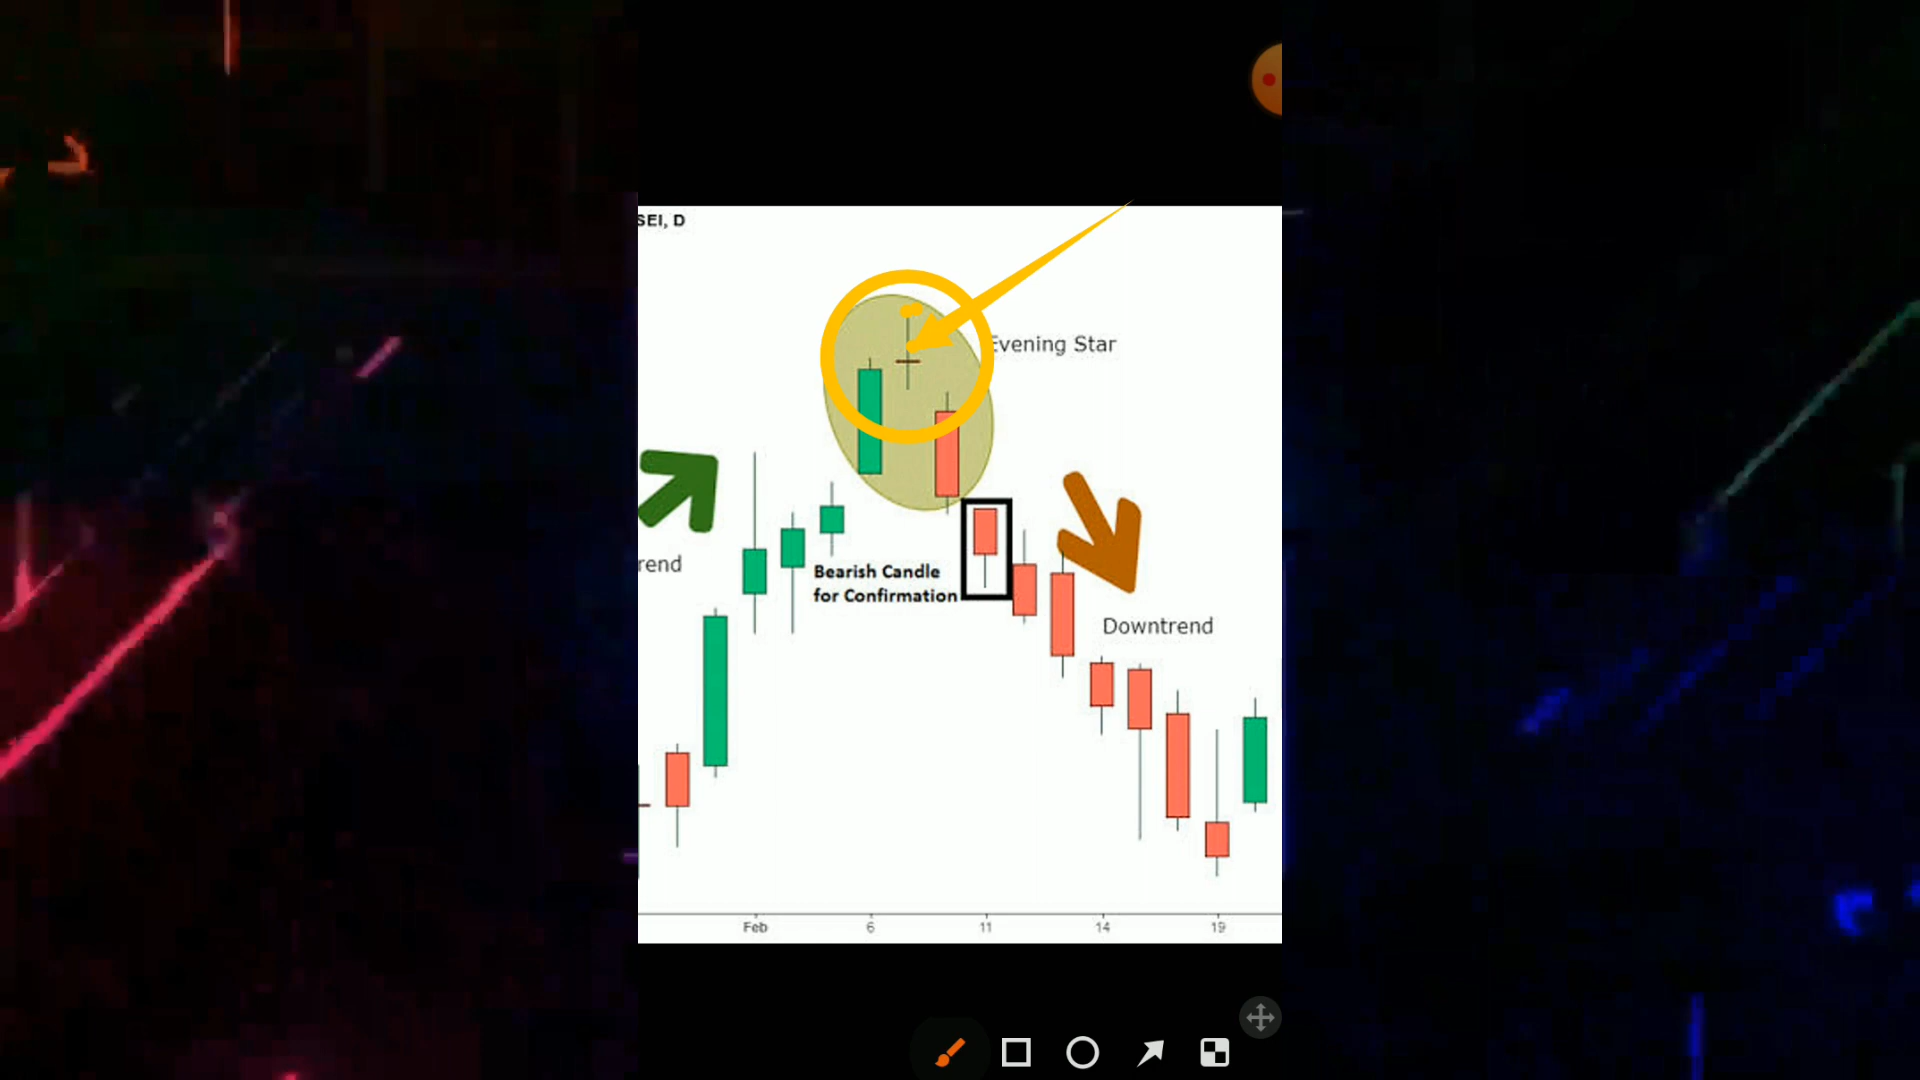 SEI, D
Evening Star
rend
Bearish Candle
for Confirmation
Downtrend
Feb 6 11 14 19